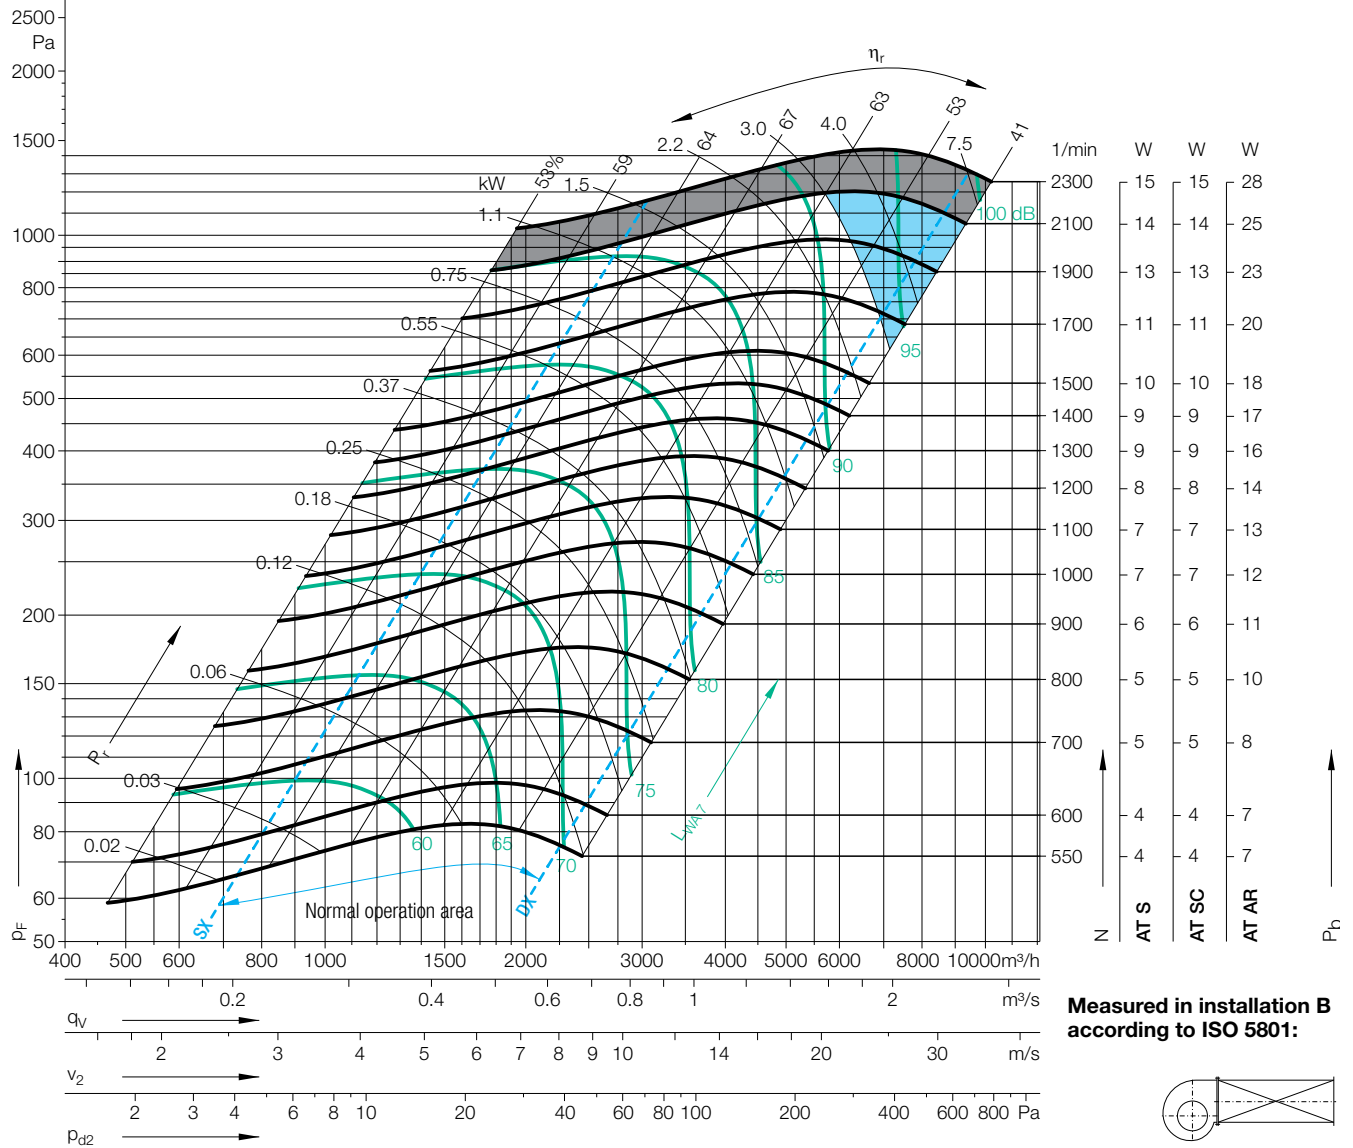 2500
Pa
2000
1500
1000
800
600
500
400
300
200
150
100
80
60
50
pF
ηr
53%
59
64
67
63
53
41
kW
0.02
0.03
0.06
0.12
0.18
0.25
0.37
0.55
0.75
1.1
1.5
2.2
3.0
4.0
7.5
Pr
100 dB
95
90
85
80
75
70
65
60
LWA7
SX
DX
Normal operation area
1/min W W W
2300 15 15 28
2100 14 14 25
1900 13 13 23
1700 11 11 20
1500 10 10 18
1400 9 9 17
1300 9 9 16
1200 8 8 14
1100 7 7 13
1000 7 7 12
900 6 6 11
800 5 5 10
700 5 5 8
600 4 4 7
550 4 4 7
N AT S AT SC AT AR Pb
400 500 600 800 1000 1500 2000 3000 4000 5000 6000 8000 10000 m³/h
0.2 0.4 0.6 0.8 1 2 m³/s
qV
2 3 4 5 6 7 8 9 10 14 20 30 m/s
v2
2 3 4 6 8 10 20 40 60 80 100 200 400 600 800 Pa
pd2
Measured in installation B
according to ISO 5801: